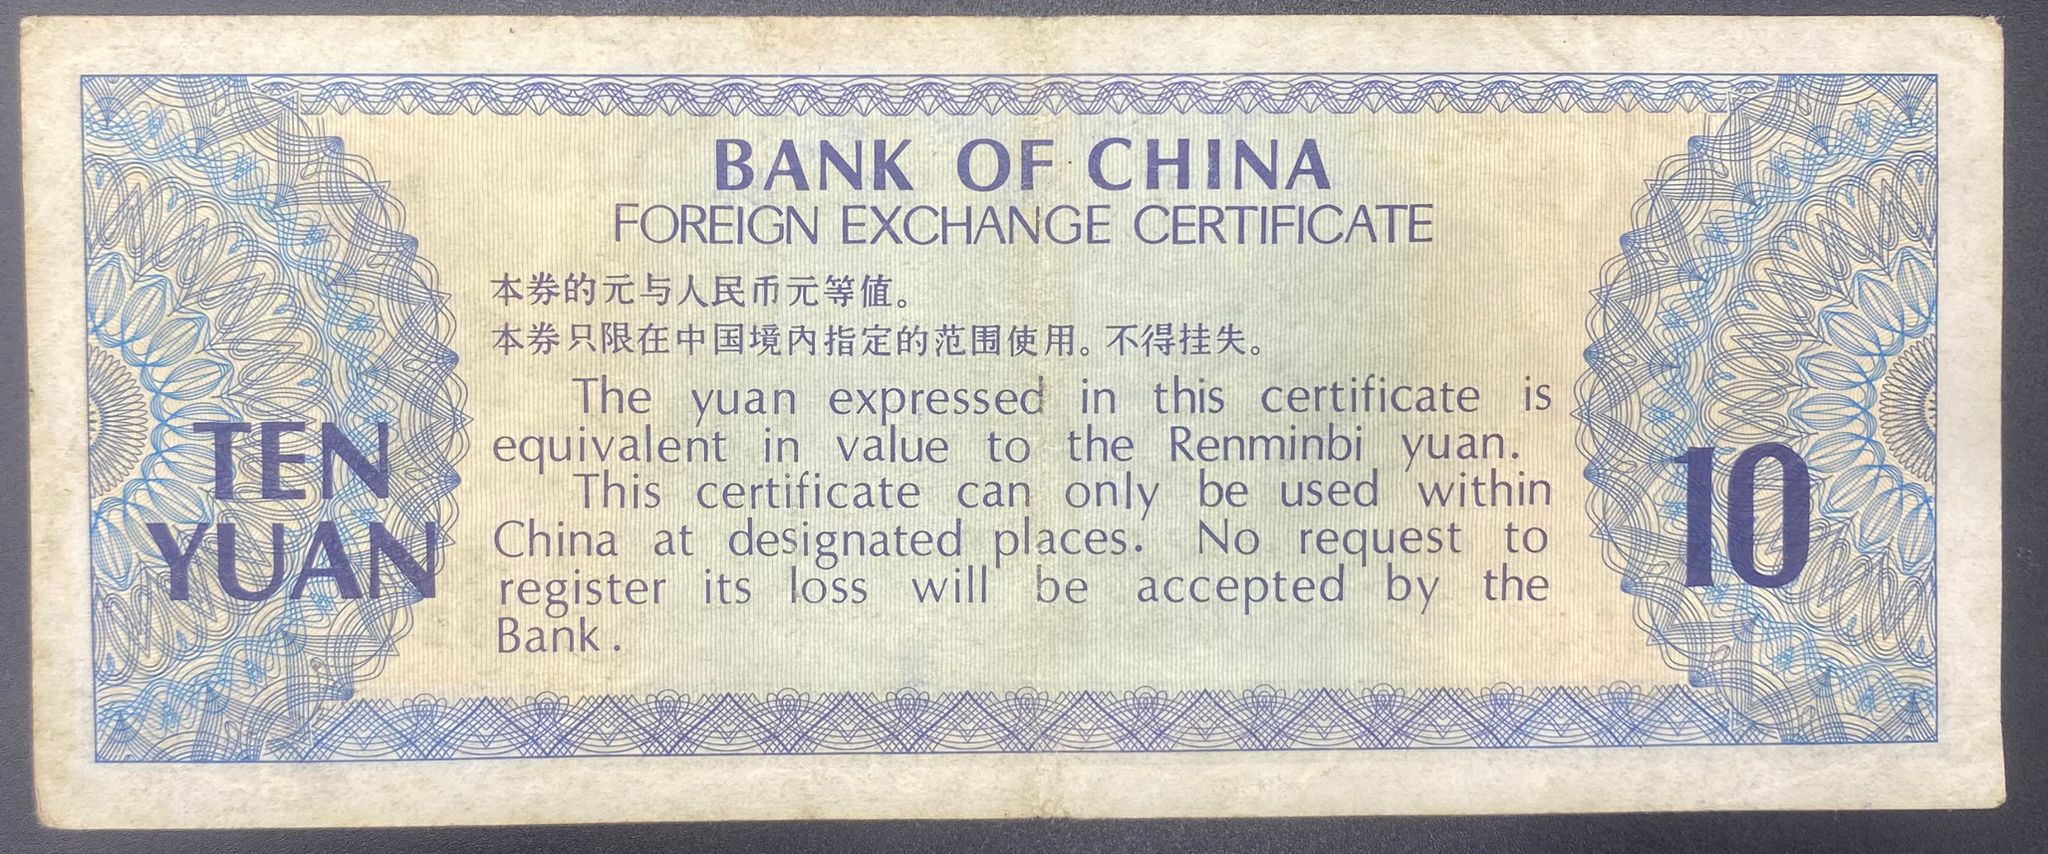 BANK OF CHINA
FOREIGN EXCHANGE CERTIFICATE
本券的元与人民币元等值。
本券只限在中国境内指定的范围使用。不得挂失。
The yuan expressed in this certificate is
equivalent in value to the Renminbi yuan.
This certificate can only be used within
China at designated places. No request to
register its loss will be accepted by the
Bank.
TEN
YUAN
10